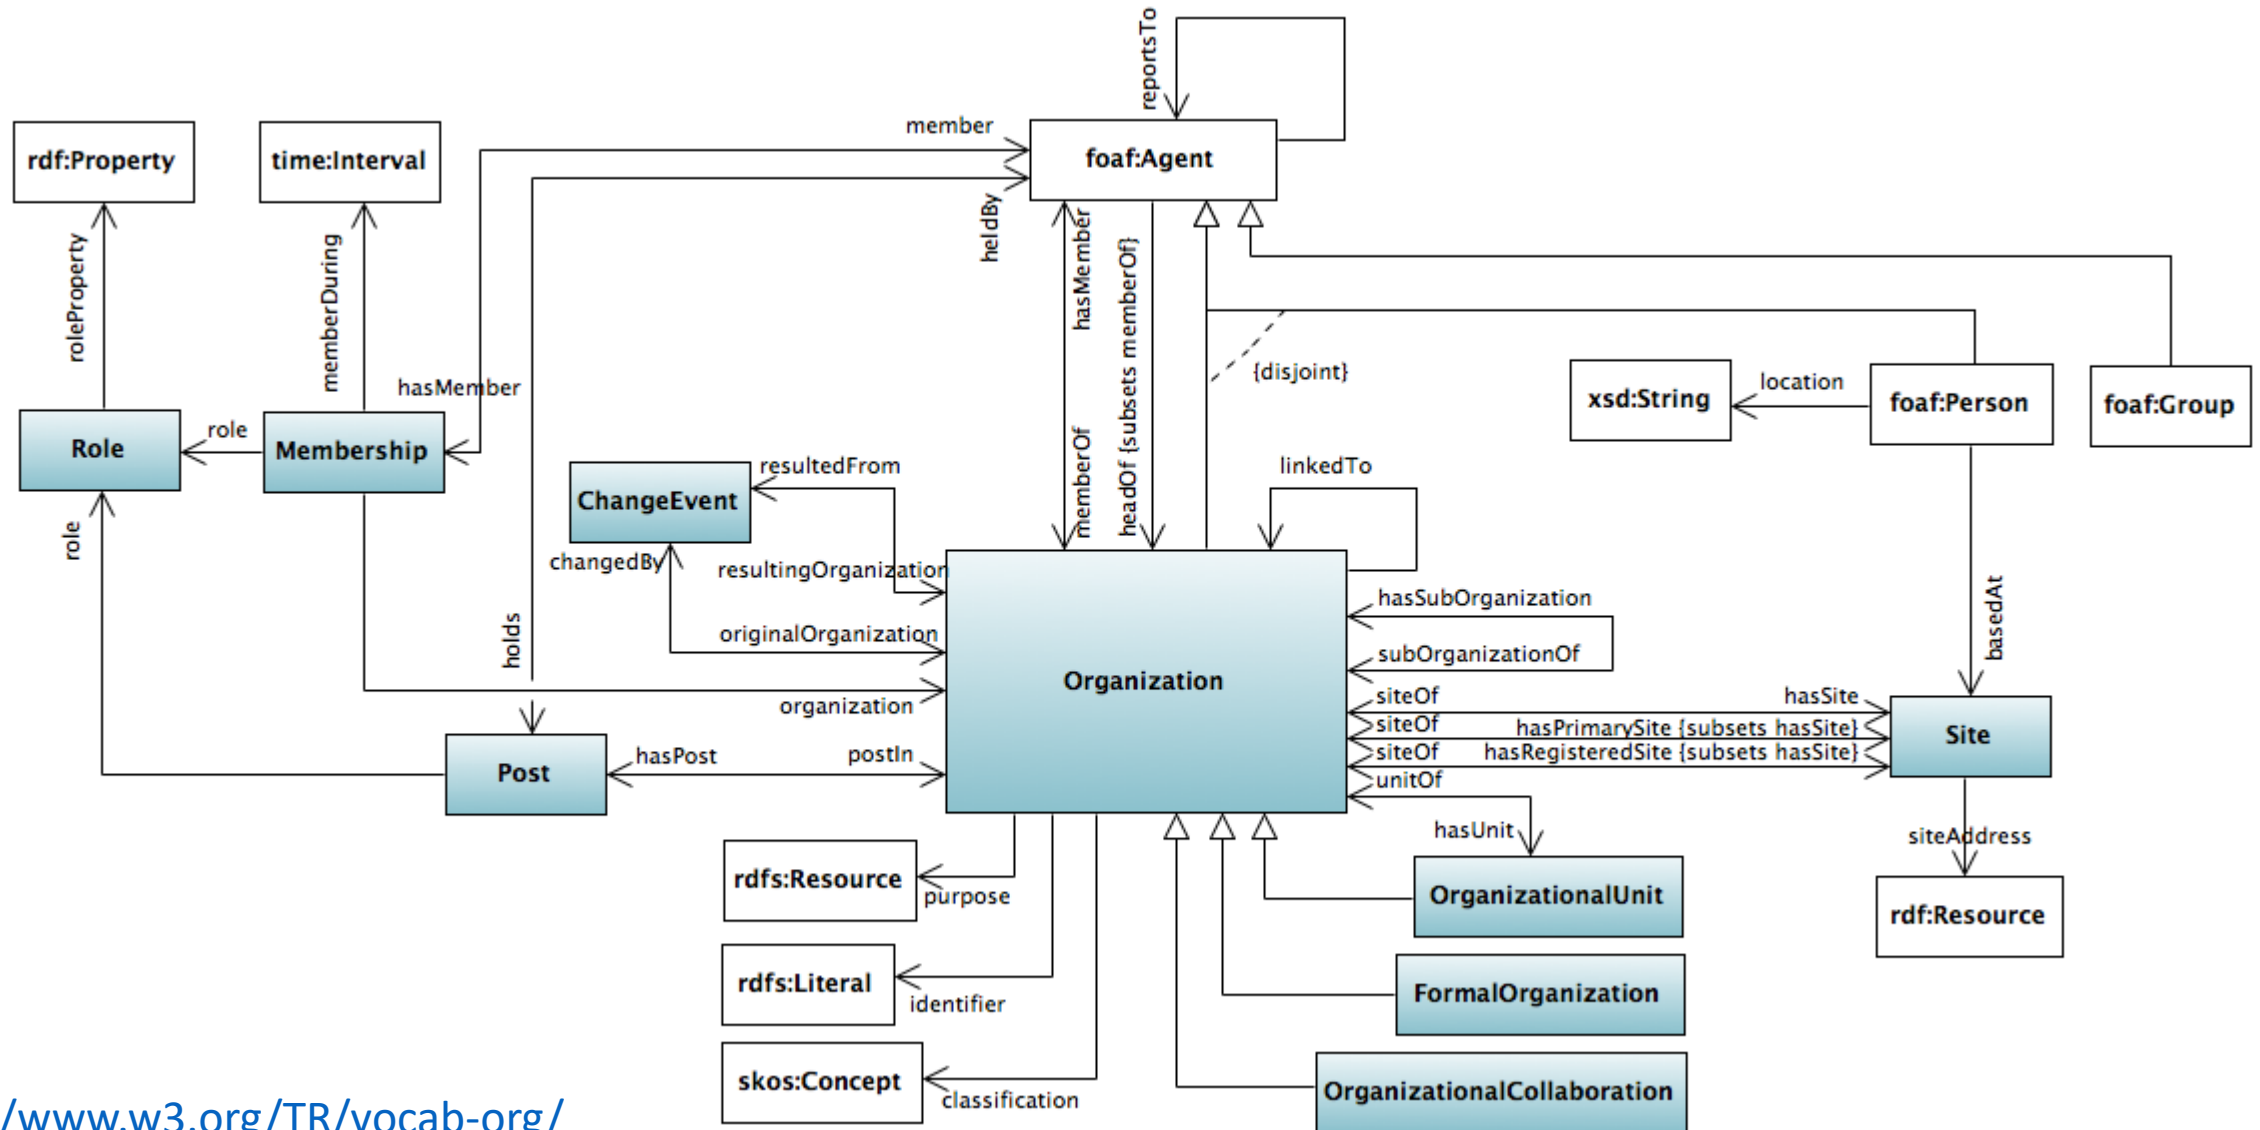 reportsTo
member
rdf:Property
time:Interval
foaf:Agent
heldBy
hasMember
headOf {subsets memberOf}
roleProperty
memberDuring
{disjoint}
hasMember
xsd:String
location
foaf:Person
foaf:Group
Role
role
Membership
memberOf
resultedFrom
linkedTo
ChangeEvent
role
changedBy
resultingOrganization
hasSubOrganization
originalOrganization
subOrganizationOf
holds
basedAt
Organization
organization
siteOf
hasSite
siteOf
hasPrimarySite {subsets hasSite}
siteOf
hasRegisteredSite {subsets hasSite}
Site
Post
hasPost
postIn
unitOf
hasUnit
siteAddress
rdfs:Resource
purpose
OrganizationalUnit
rdf:Resource
rdfs:Literal
identifier
FormalOrganization
skos:Concept
classification
OrganizationalCollaboration
/www.w3.org/TR/vocab-org/